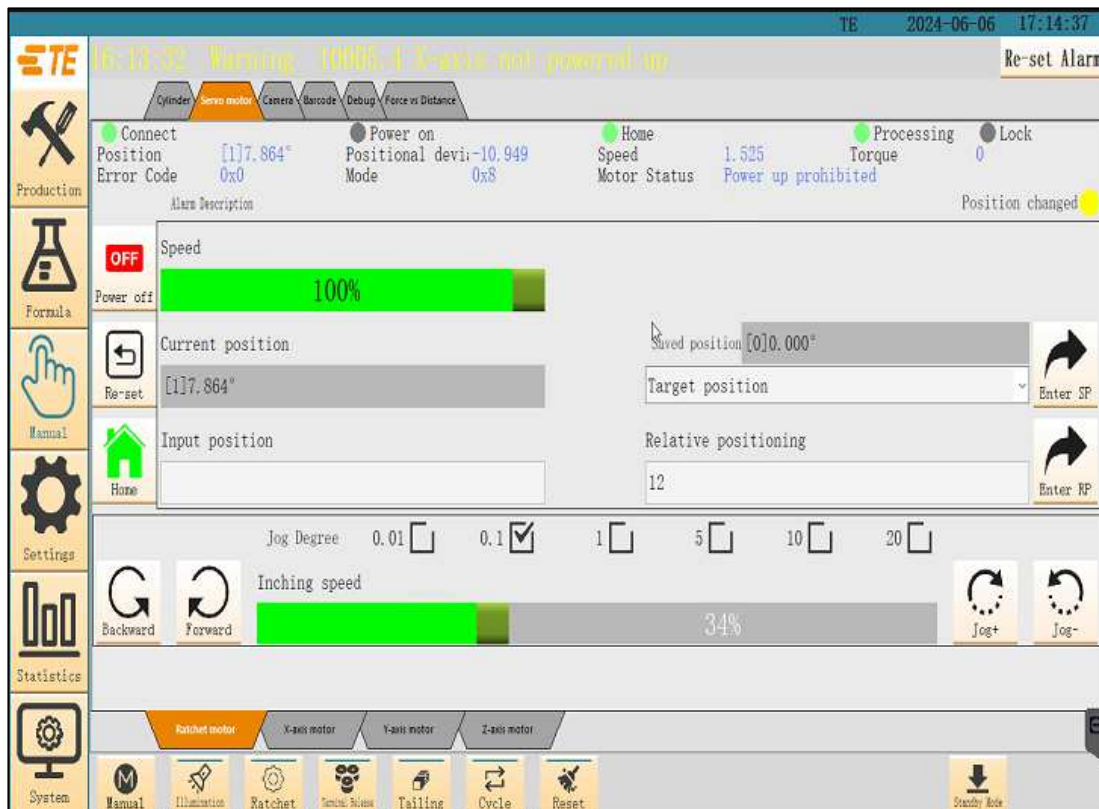 TE 2024-06-06 17:14:37
TE
16:13:32 Warning 10005.4 X-axis not powered up
Re-set Alarm
Cylinder Servo motor Camera Barcode Debug Force vs Distance
Connect Power on Home Processing Lock
Position [1]7.864° Positional devi:-10.949 Speed 1.525 Torque 0
Error Code 0x0 Mode 0x8 Motor Status Power up prohibited
Alarm Description Position changed
Production
OFF
Power off
Speed
100%
Formula
Re-set
Current position
[1]7.864°
Saved position [0]0.000°
Target position
Enter SP
Manual
Home
Input position
Relative positioning
12
Enter RP
Settings
Jog Degree 0.01 0.1 1 5 10 20
Backward Forward
Inching speed
34%
Jog+ Jog-
Statistics
Ratchet motor X-axis motor Y-axis motor Z-axis motor
System
M
Manual Illumination Ratchet Terminal Release Tailing Cycle Reset Standby Mode